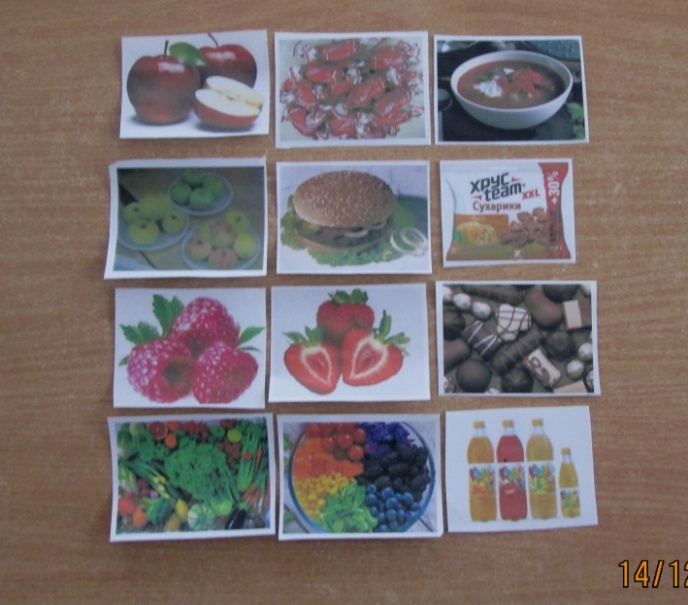 хрус
team
XXL
Сухарики
+30%
14/12